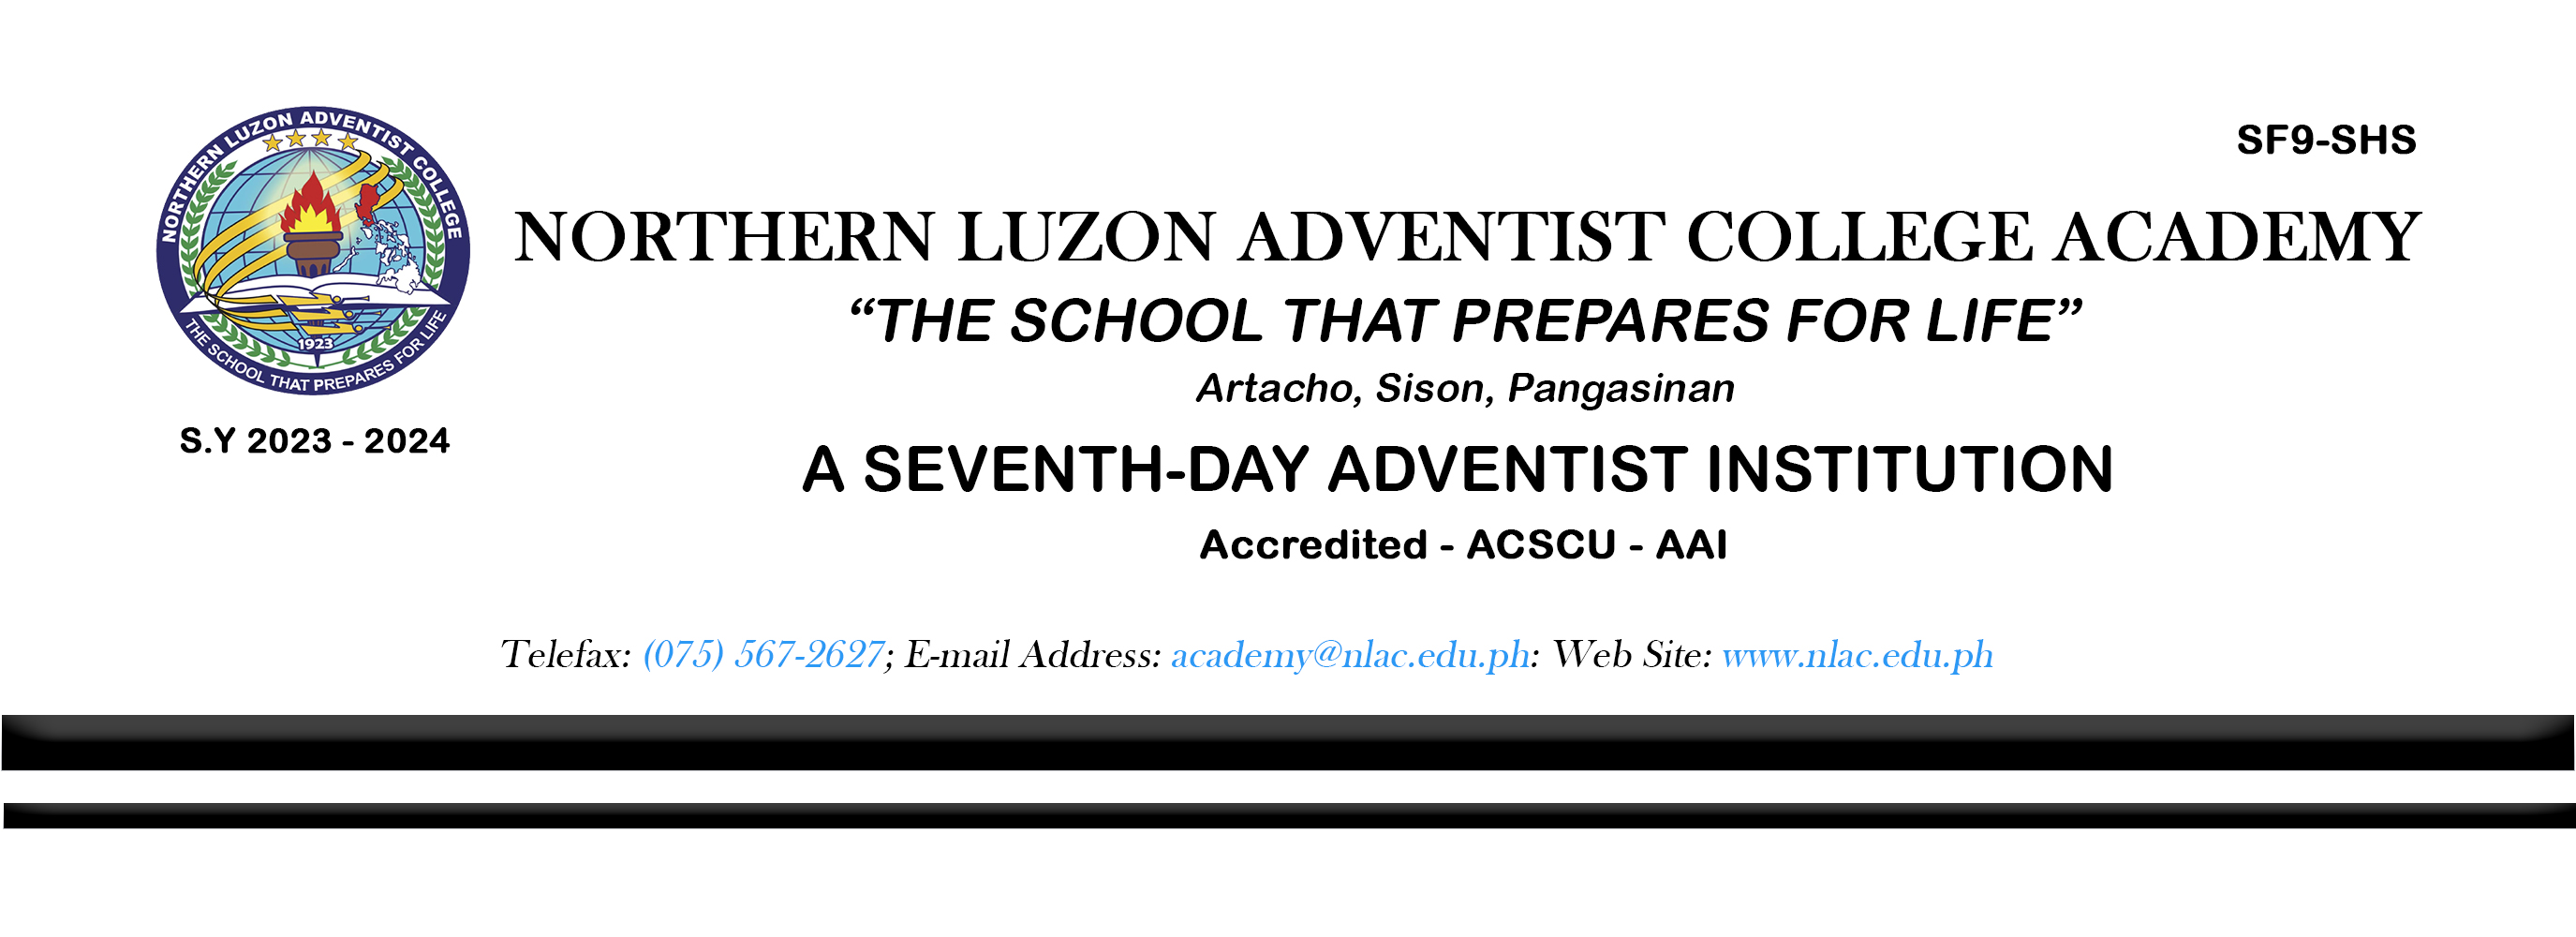 NORTHERN LUZON ADVENTIST COLLEGE
1923
THE SCHOOL THAT PREPARES FOR LIFE
S.Y 2023 - 2024
SF9-SHS
NORTHERN LUZON ADVENTIST COLLEGE ACADEMY
“THE SCHOOL THAT PREPARES FOR LIFE”
Artacho, Sison, Pangasinan
A SEVENTH-DAY ADVENTIST INSTITUTION
Accredited - ACSCU - AAI
Telefax: (075) 567-2627; E-mail Address: academy@nlac.edu.ph: Web Site: www.nlac.edu.ph